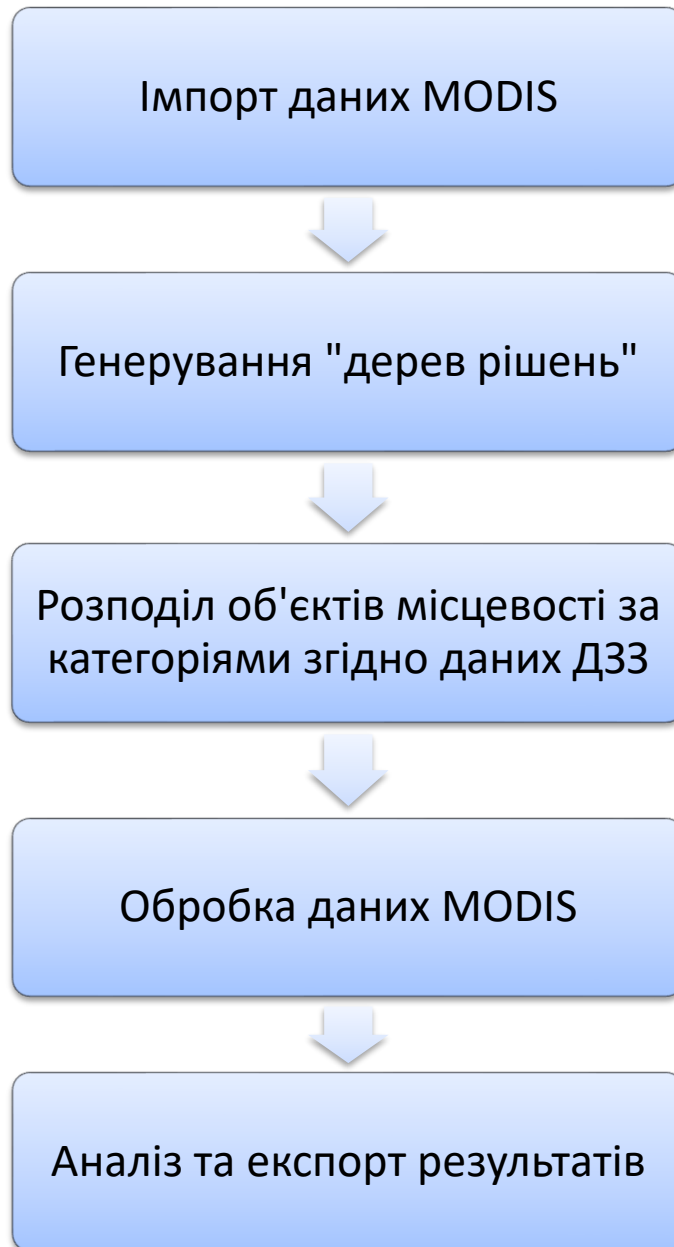 Імпорт даних MODIS
Генерування "дерев рішень"
Розподіл об'єктів місцевості за
категоріями згідно даних ДЗЗ
Обробка даних MODIS
Аналіз та експорт результатів